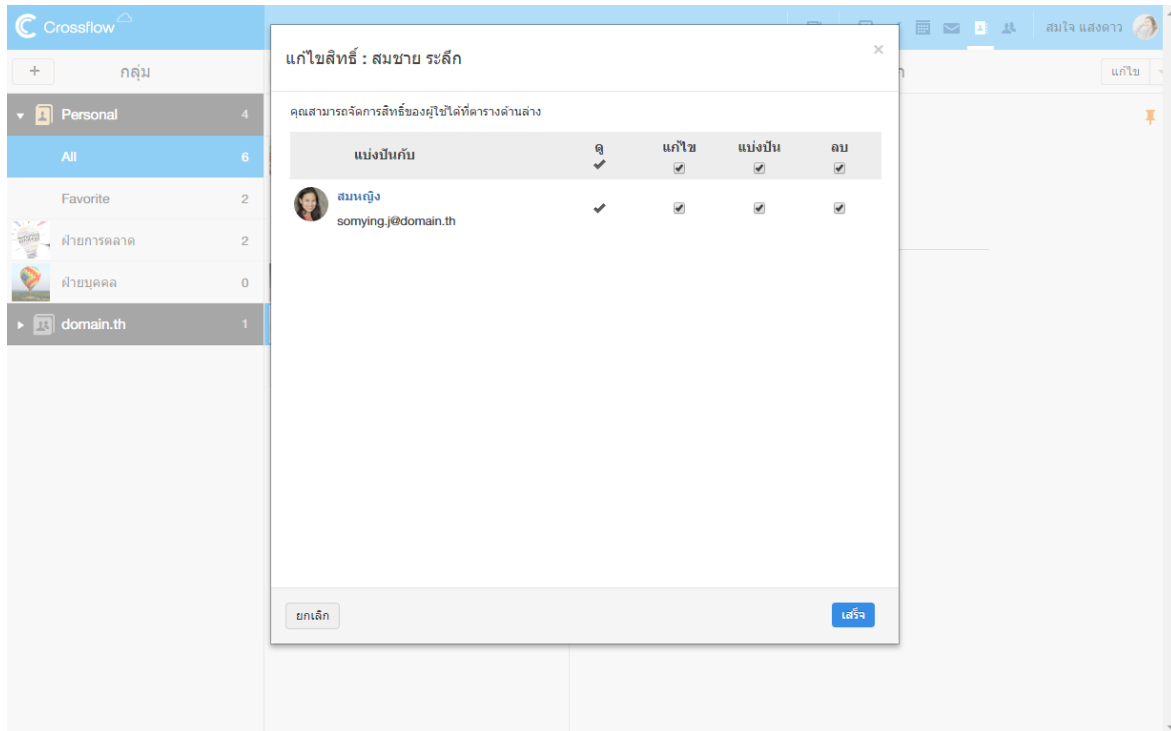 Crossflow
สมใจ แสงดาว
+ กลุ่ม
แก้ไข
Personal 4
All 6
Favorite 2
ฝ่ายการตลาด 2
ฝ่ายบุคคล 0
domain.th 1
แก้ไขสิทธิ์ : สมชาย ระลึก
×
คุณสามารถจัดการสิทธิ์ของผู้ใช้ได้ที่ตารางด้านล่าง
แบ่งปันกับ ดู แก้ไข แบ่งปัน ลบ
สมหญิง
somying.j@domain.th
ยกเลิก เสร็จ